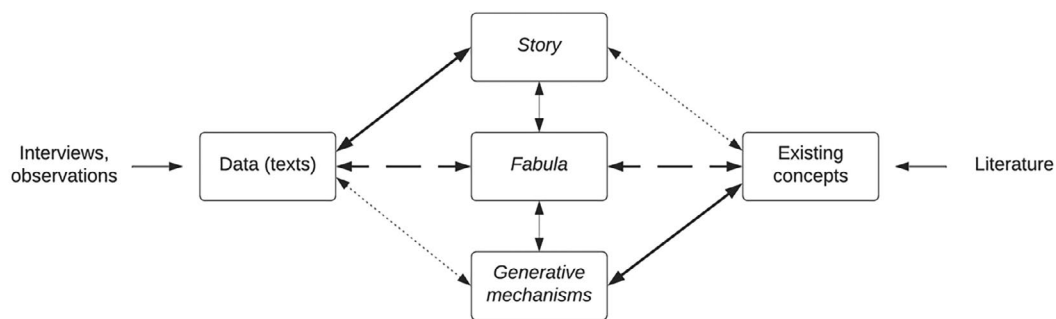 Story
Interviews,
observations
Data (texts)
Fabula
Existing
concepts
Literature
Generative
mechanisms